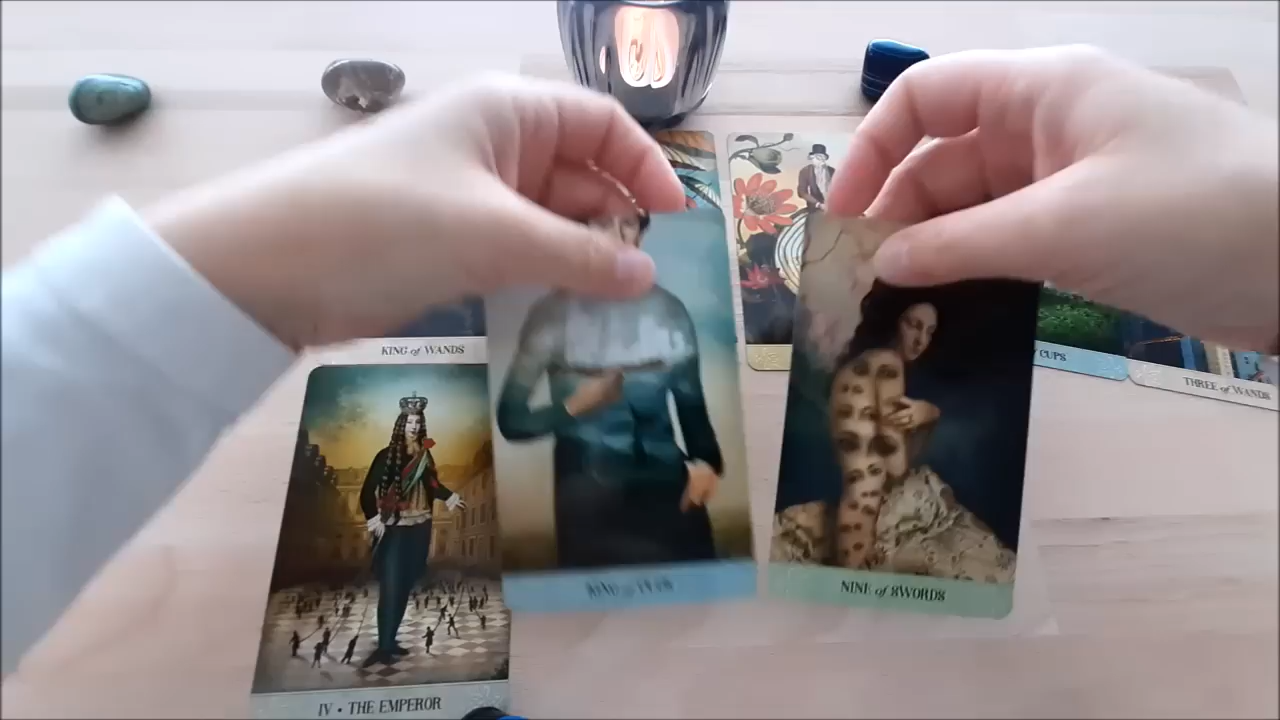 KING of WANDS
CUPS
THREE of WANDS
NINE of SWORDS
IV • THE EMPEROR